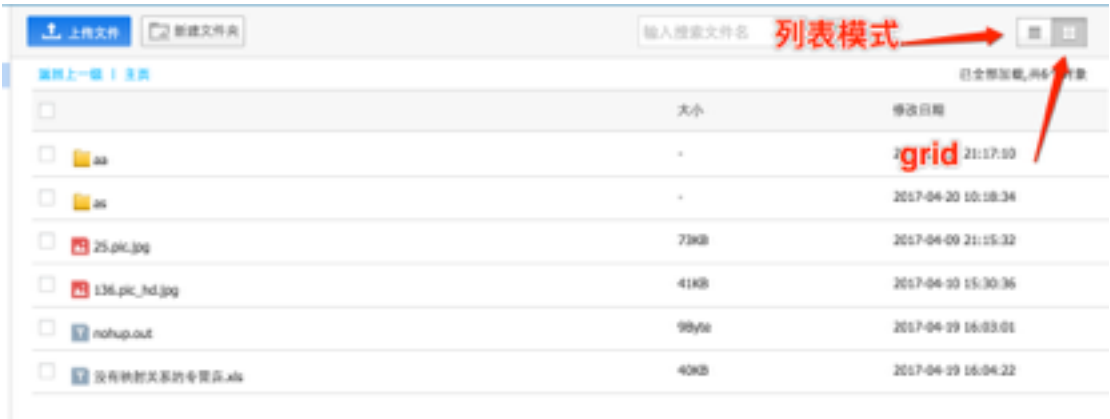 上传文件 新建文件夹 输入搜索文件名 列表模式
返回上一级 | 主页 已全部加载,共6
大小 修改日期
aa - grid 21:17:10
as - 2017-04-20 10:18:34
25.pic.jpg 73KB 2017-04-09 21:15:32
136.pic_hd.jpg 41KB 2017-04-10 15:30:36
nohup.out 9Byte 2017-04-19 16:03:01
没有映射关系的专营店.xls 40KB 2017-04-19 16:04:22